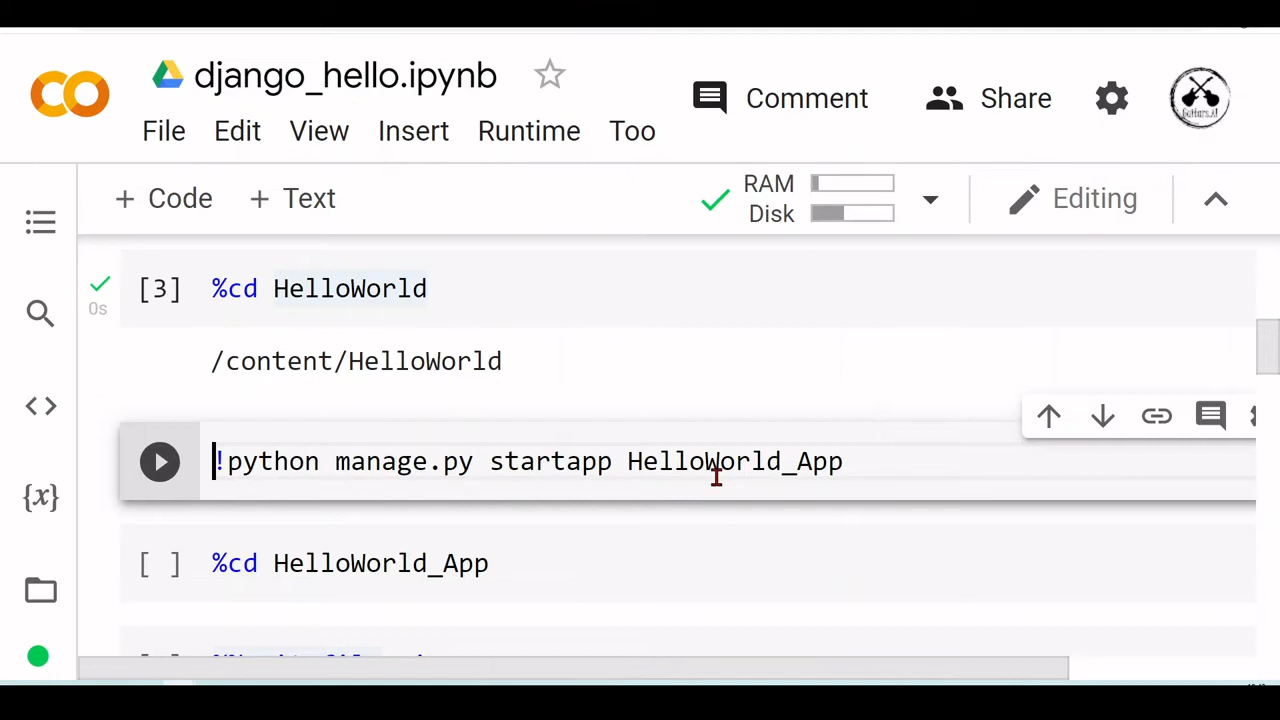 django_hello.ipynb
Comment
Share
File Edit View Insert Runtime Too
+ Code + Text
RAM
Disk
Editing
[3] %cd HelloWorld
0s
/content/HelloWorld
!python manage.py startapp HelloWorld_App
[ ] %cd HelloWorld_App
{x}